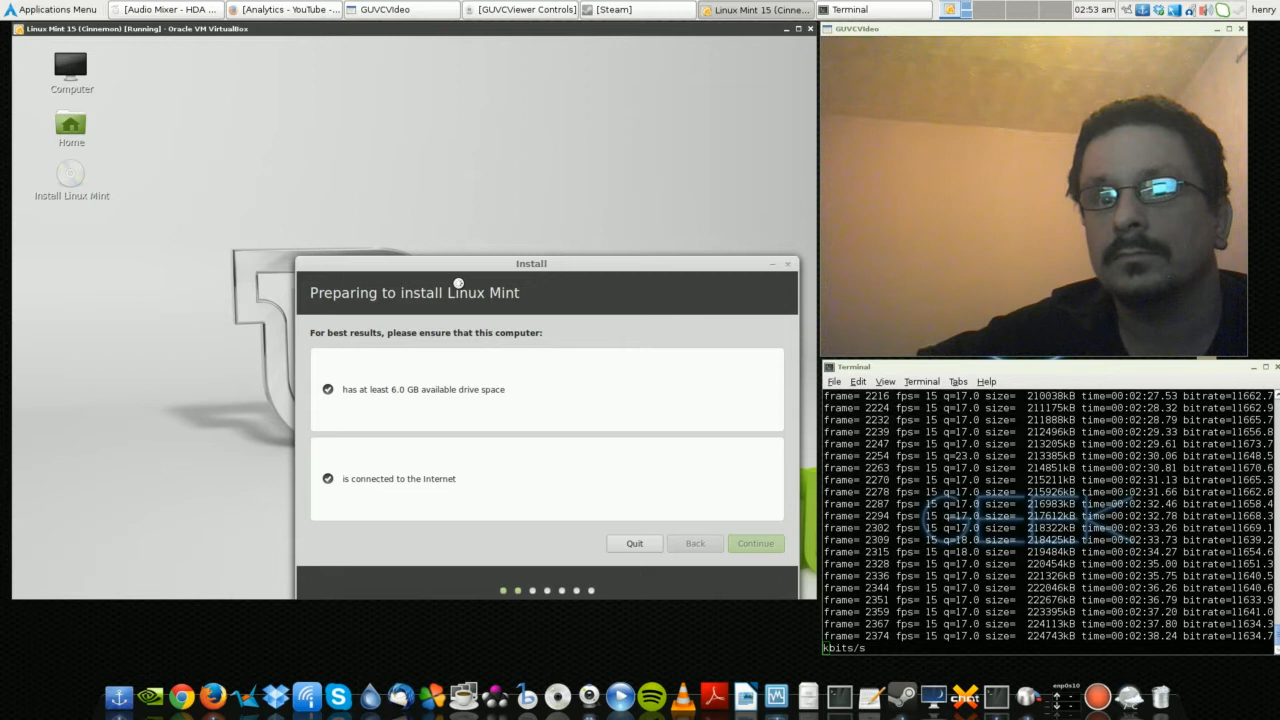 Applications Menu
[Audio Mixer - HDA ...
[Analytics - YouTube -...
GUVCVideo
[GUVCViewer Controls]
[Steam]
Linux Mint 15 (Cinne...
Terminal
02:53 am
henry
Linux Mint 15 (Cinnemon) [Running] - Oracle VM VirtualBox
Computer
Home
Install Linux Mint
Install
Preparing to install Linux Mint
For best results, please ensure that this computer:
has at least 6.0 GB available drive space
is connected to the Internet
Quit
Back
Continue
GUVCVideo
Terminal
File Edit View Terminal Tabs Help
frame= 2216 fps= 15 q=17.0 size= 210038kB time=00:02:27.53 bitrate=11662.7
frame= 2224 fps= 15 q=17.0 size= 211175kB time=00:02:28.32 bitrate=11662.9
frame= 2232 fps= 15 q=17.0 size= 211888kB time=00:02:28.79 bitrate=11665.7
frame= 2239 fps= 15 q=17.0 size= 212496kB time=00:02:29.33 bitrate=11656.8
frame= 2247 fps= 15 q=17.0 size= 213205kB time=00:02:29.61 bitrate=11673.7
frame= 2254 fps= 15 q=23.0 size= 213385kB time=00:02:30.06 bitrate=11648.5
frame= 2263 fps= 15 q=17.0 size= 214851kB time=00:02:30.81 bitrate=11670.6
frame= 2270 fps= 15 q=17.0 size= 215211kB time=00:02:31.13 bitrate=11665.3
frame= 2278 fps= 15 q=17.0 size= 215926kB time=00:02:31.66 bitrate=11662.8
frame= 2287 fps= 15 q=17.0 size= 216983kB time=00:02:32.46 bitrate=11658.4
frame= 2294 fps= 15 q=17.0 size= 217612kB time=00:02:32.78 bitrate=11668.3
frame= 2302 fps= 15 q=17.0 size= 218322kB time=00:02:33.26 bitrate=11669.1
frame= 2309 fps= 15 q=18.0 size= 218425kB time=00:02:33.73 bitrate=11639.2
frame= 2315 fps= 15 q=18.0 size= 219484kB time=00:02:34.27 bitrate=11654.6
frame= 2328 fps= 15 q=17.0 size= 220454kB time=00:02:35.00 bitrate=11651.3
frame= 2336 fps= 15 q=17.0 size= 221326kB time=00:02:35.75 bitrate=11640.5
frame= 2344 fps= 15 q=17.0 size= 222046kB time=00:02:36.26 bitrate=11640.6
frame= 2351 fps= 15 q=17.0 size= 222676kB time=00:02:36.79 bitrate=11633.9
frame= 2359 fps= 15 q=17.0 size= 223395kB time=00:02:37.20 bitrate=11641.0
frame= 2367 fps= 15 q=17.0 size= 224113kB time=00:02:37.80 bitrate=11634.3
frame= 2374 fps= 15 q=17.0 size= 224743kB time=00:02:38.24 bitrate=11634.7
kbits/s
GEEK
enp0s10